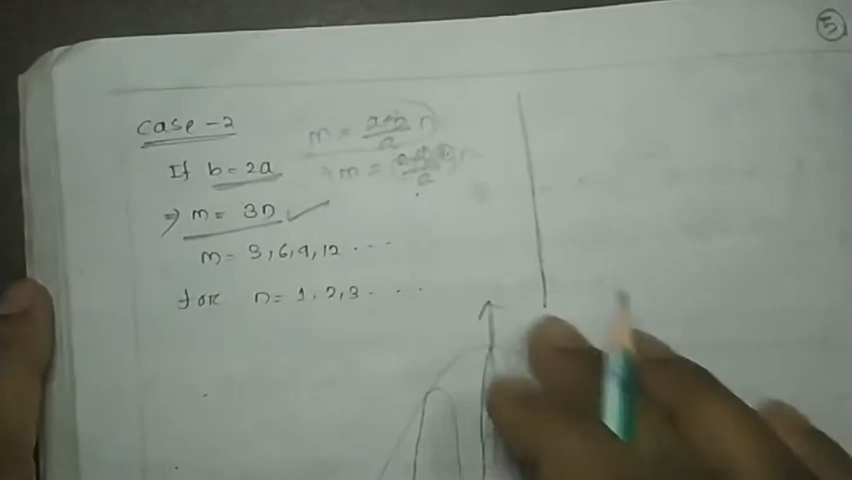 5
Case-2
m = a+b/a n
If b=2a
⇒ m = 3n ✓
m = 3,6,9,12 ...
for n = 1,2,3 ....